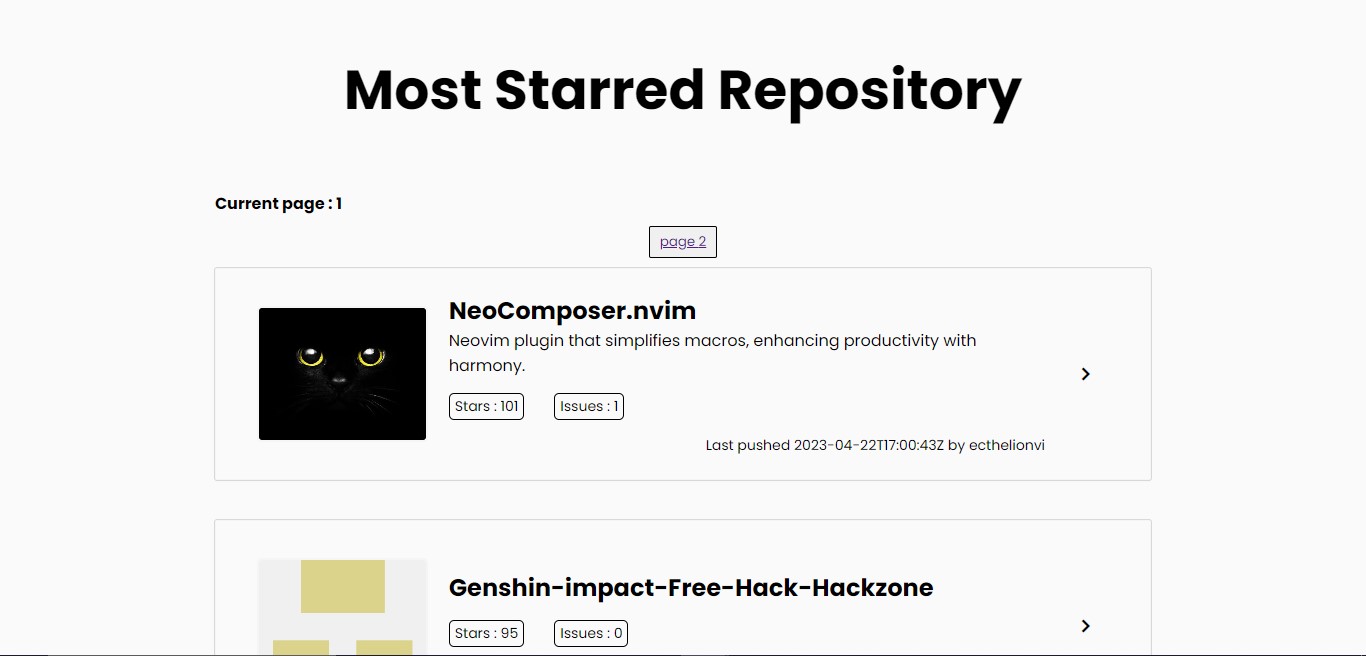 Most Starred Repository
Current page : 1
page 2
NeoComposer.nvim
Neovim plugin that simplifies macros, enhancing productivity with
harmony.
Stars : 101 Issues : 1
Last pushed 2023-04-22T17:00:43Z by ecthelionvi
Genshin-impact-Free-Hack-Hackzone
Stars : 95 Issues : 0